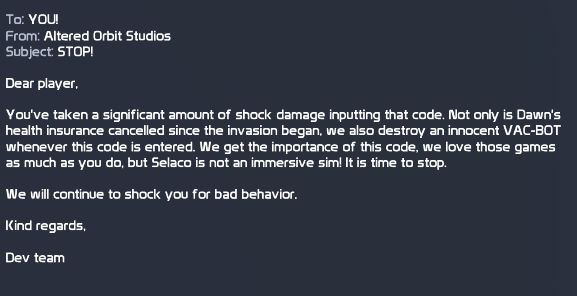 To: YOU!
From: Altered Orbit Studios
Subject: STOP!
Dear player,
You've taken a significant amount of shock damage inputting that code. Not only is Dawn's
health insurance cancelled since the invasion began, we also destroy an innocent VAC-BOT
whenever this code is entered. We get the importance of this code, we love those games
as much as you do, but Selaco is not an immersive sim! It is time to stop.
We will continue to shock you for bad behavior.
Kind regards,
Dev team